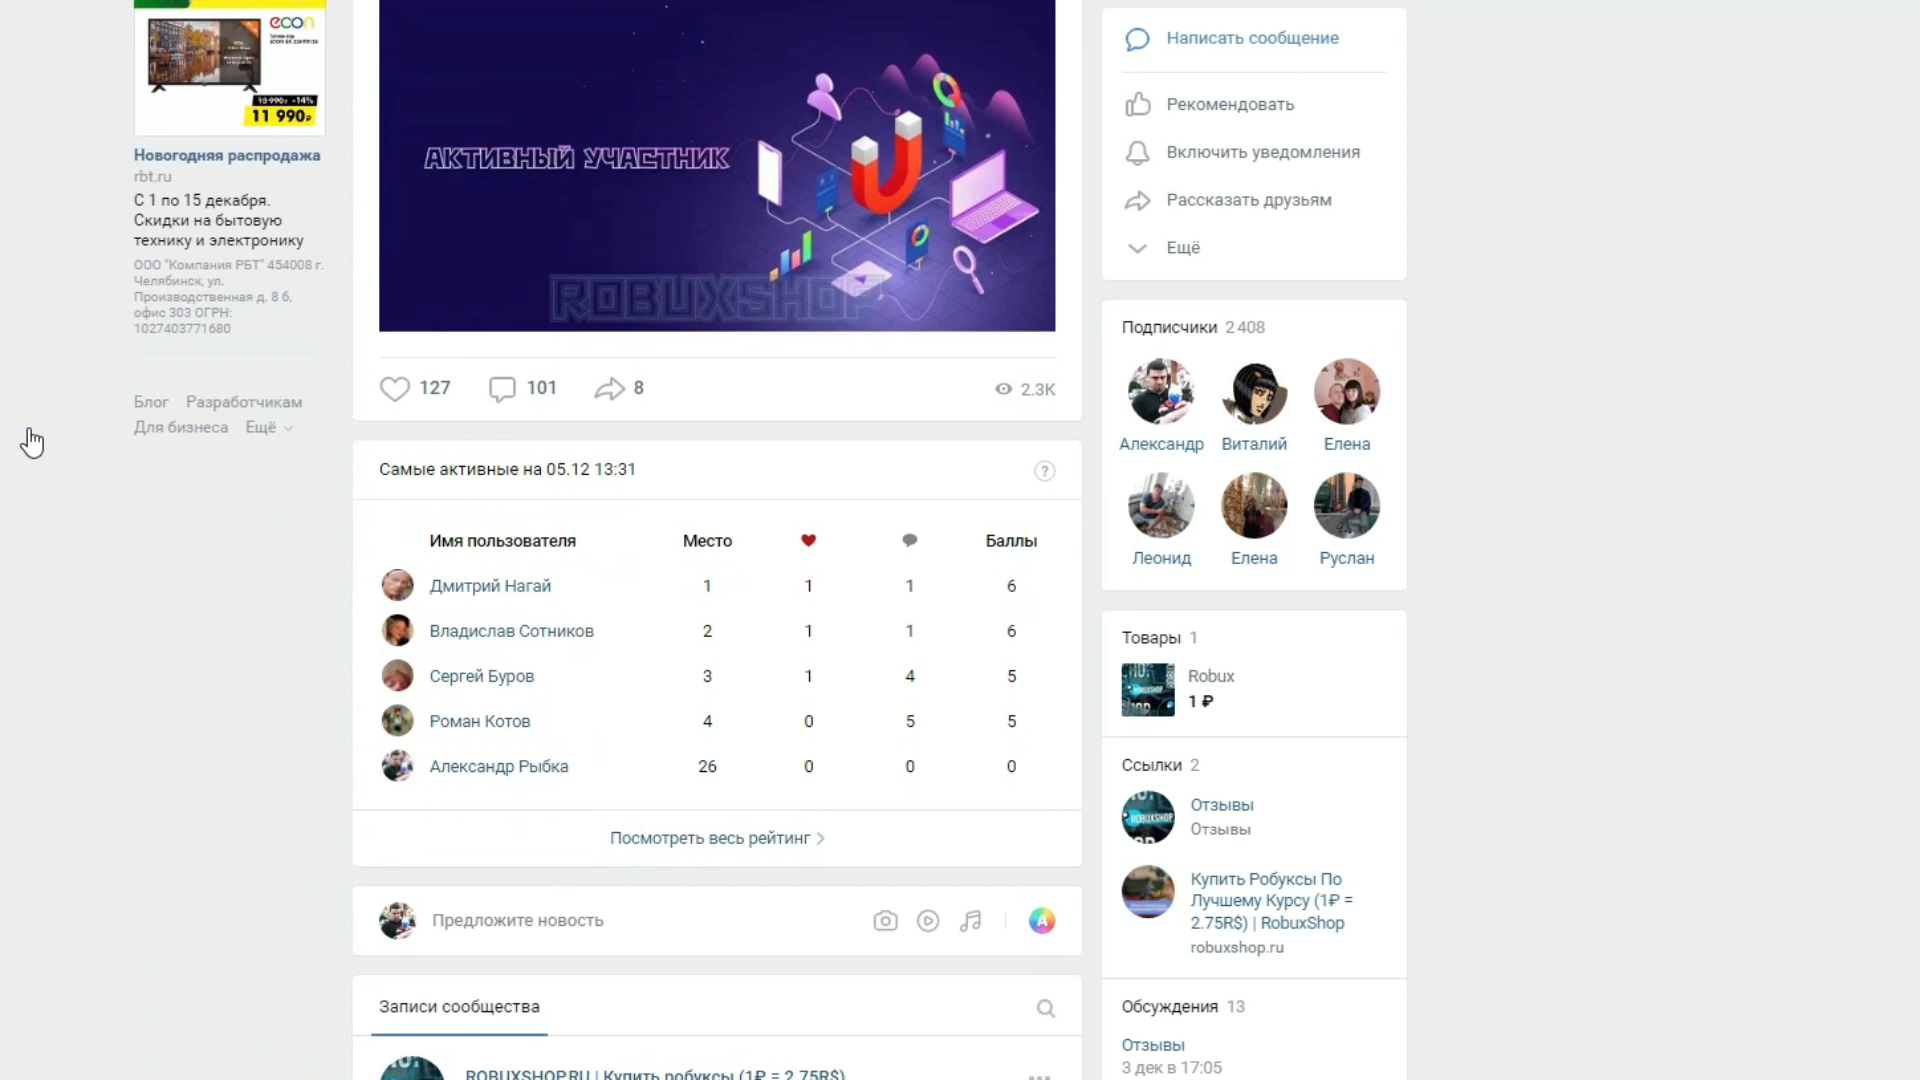 econ
13 990₽ -14%
11 990₽
Новогодняя распродажа
rbt.ru
С 1 по 15 декабря.
Скидки на бытовую
технику и электронику
ООО "Компания РБТ" 454008 г.
Челябинск, ул.
Производственная д. 8 б,
офис 303 ОГРН:
1027403771680
Блог Разработчикам
Для бизнеса Ещё
АКТИВНЫЙ УЧАСТНИК
ROBUXSHOP
127 101 8 2.3K
Самые активные на 05.12 13:31
?
Имя пользователя Место Баллы
Дмитрий Нагай 1 1 1 6
Владислав Сотников 2 1 1 6
Сергей Буров 3 1 4 5
Роман Котов 4 0 5 5
Александр Рыбка 26 0 0 0
Посмотреть весь рейтинг
Предложите новость
A
Записи сообщества
ROBUXSHOP.RU | Купить робуксы (1₽ = 2.75R$)
Написать сообщение
Рекомендовать
Включить уведомления
Рассказать друзьям
Ещё
Подписчики 2 408
Александр Виталий Елена
Леонид Елена Руслан
Товары 1
ROBUXSHOP
Robux
1 ₽
Ссылки 2
ROBUXSHOP
Отзывы
Отзывы
Купить Робуксы По
Лучшему Курсу (1₽ =
2.75R$) | RobuxShop
robuxshop.ru
Обсуждения 13
Отзывы
3 дек в 17:05